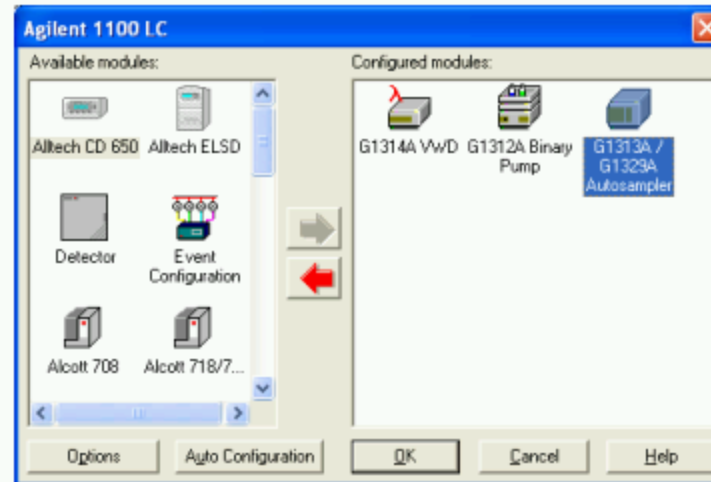 Agilent 1100 LC
Available modules:
Configured modules:
Alltech CD 650
Alltech ELSD
Detector
Event
Configuration
Alcott 708
Alcott 718/7...
G1314A VWD
G1312A Binary
Pump
G1313A /
G1329A
Autosampler
Options
Auto Configuration
OK
Cancel
Help